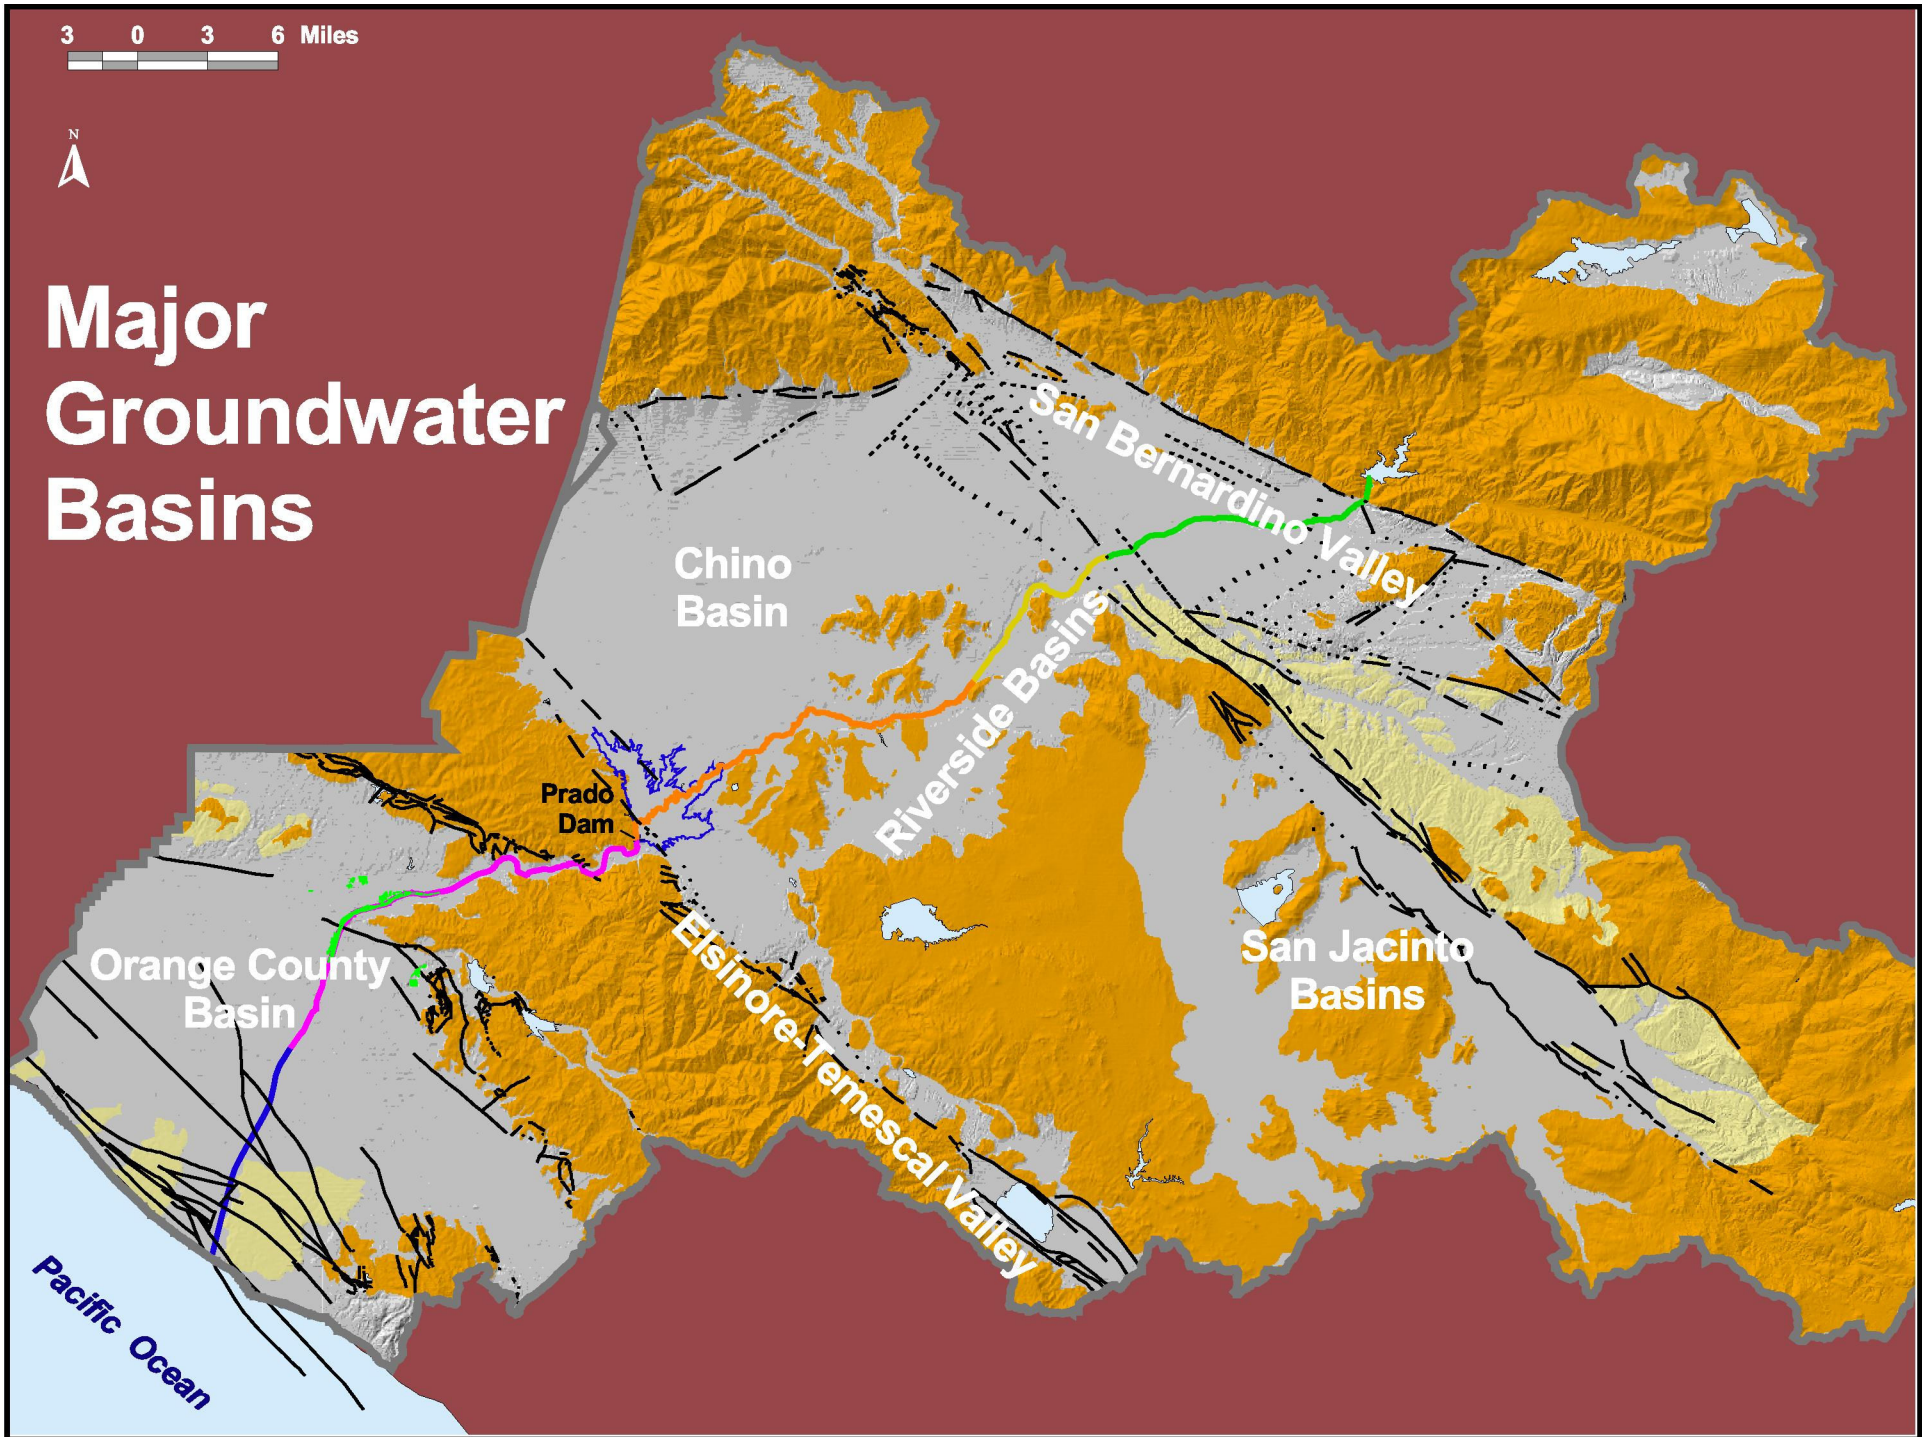 3 0 3 6 Miles
N
Major
Groundwater
Basins
San Bernardino Valley
Chino
Basin
Riverside Basins
Prado
Dam
Orange County
Basin
Elsinore-Temescal Valley
San Jacinto
Basins
Pacific Ocean